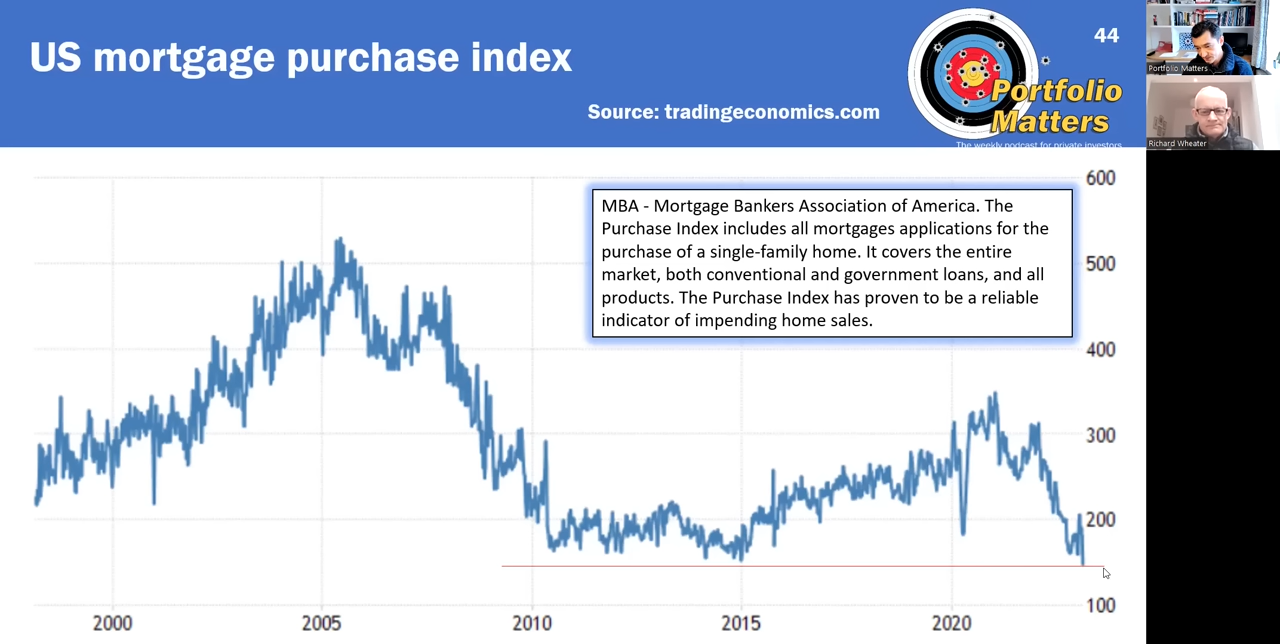 US mortgage purchase index
Source: tradingeconomics.com
Portfolio
Matters
The weekly podcast for private investors
44
Portfolio Matters
Richard Wheater
MBA - Mortgage Bankers Association of America. The
Purchase Index includes all mortgages applications for the
purchase of a single-family home. It covers the entire
market, both conventional and government loans, and all
products. The Purchase Index has proven to be a reliable
indicator of impending home sales.
600
500
400
300
200
100
2000
2005
2010
2015
2020